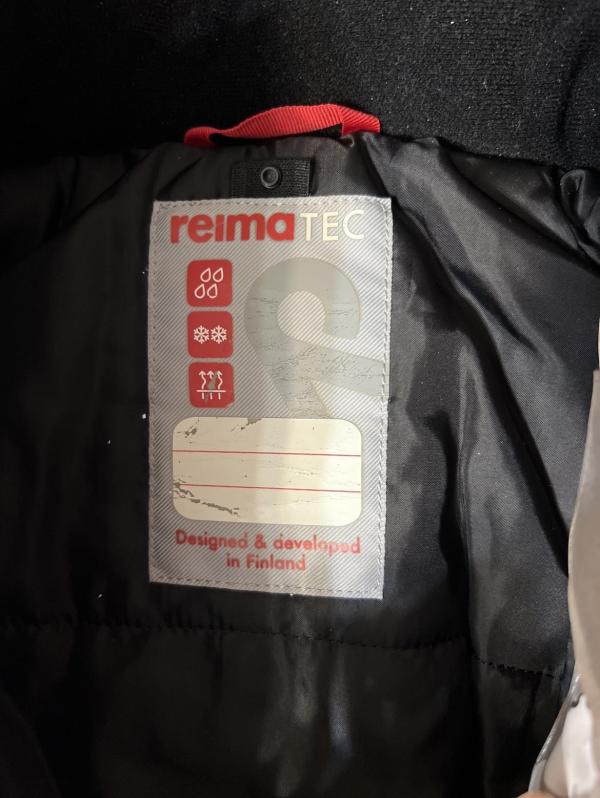 reimaTEC
Designed & developed
in Finland